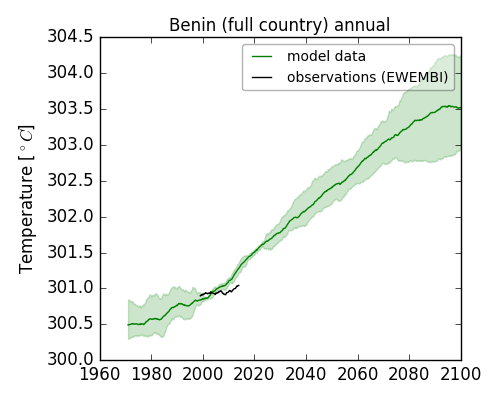 Benin (full country) annual
model data
observations (EWEMBI)
Temperature [°C]
304.5
304.0
303.5
303.0
302.5
302.0
301.5
301.0
300.5
300.0
1960 1980 2000 2020 2040 2060 2080 2100